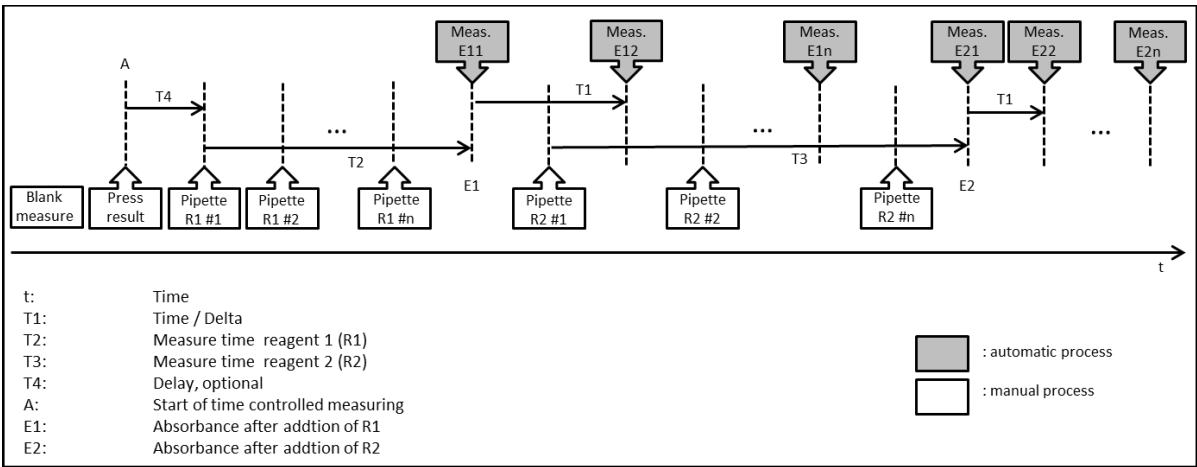 Meas.
E11
Meas.
E12
...
Meas.
E1n
Meas.
E21
Meas.
E22
...
Meas.
E2n
A
T4
T1
T1
...
T2
...
T3
...
E1
E2
Blank
measure
Press
result
Pipette
R1 #1
Pipette
R1 #2
Pipette
R1 #n
Pipette
R2 #1
Pipette
R2 #2
Pipette
R2 #n
t
t: Time
T1: Time / Delta
T2: Measure time reagent 1 (R1)
T3: Measure time reagent 2 (R2)
T4: Delay, optional
A: Start of time controlled measuring
E1: Absorbance after addtion of R1
E2: Absorbance after addtion of R2
: automatic process
: manual process